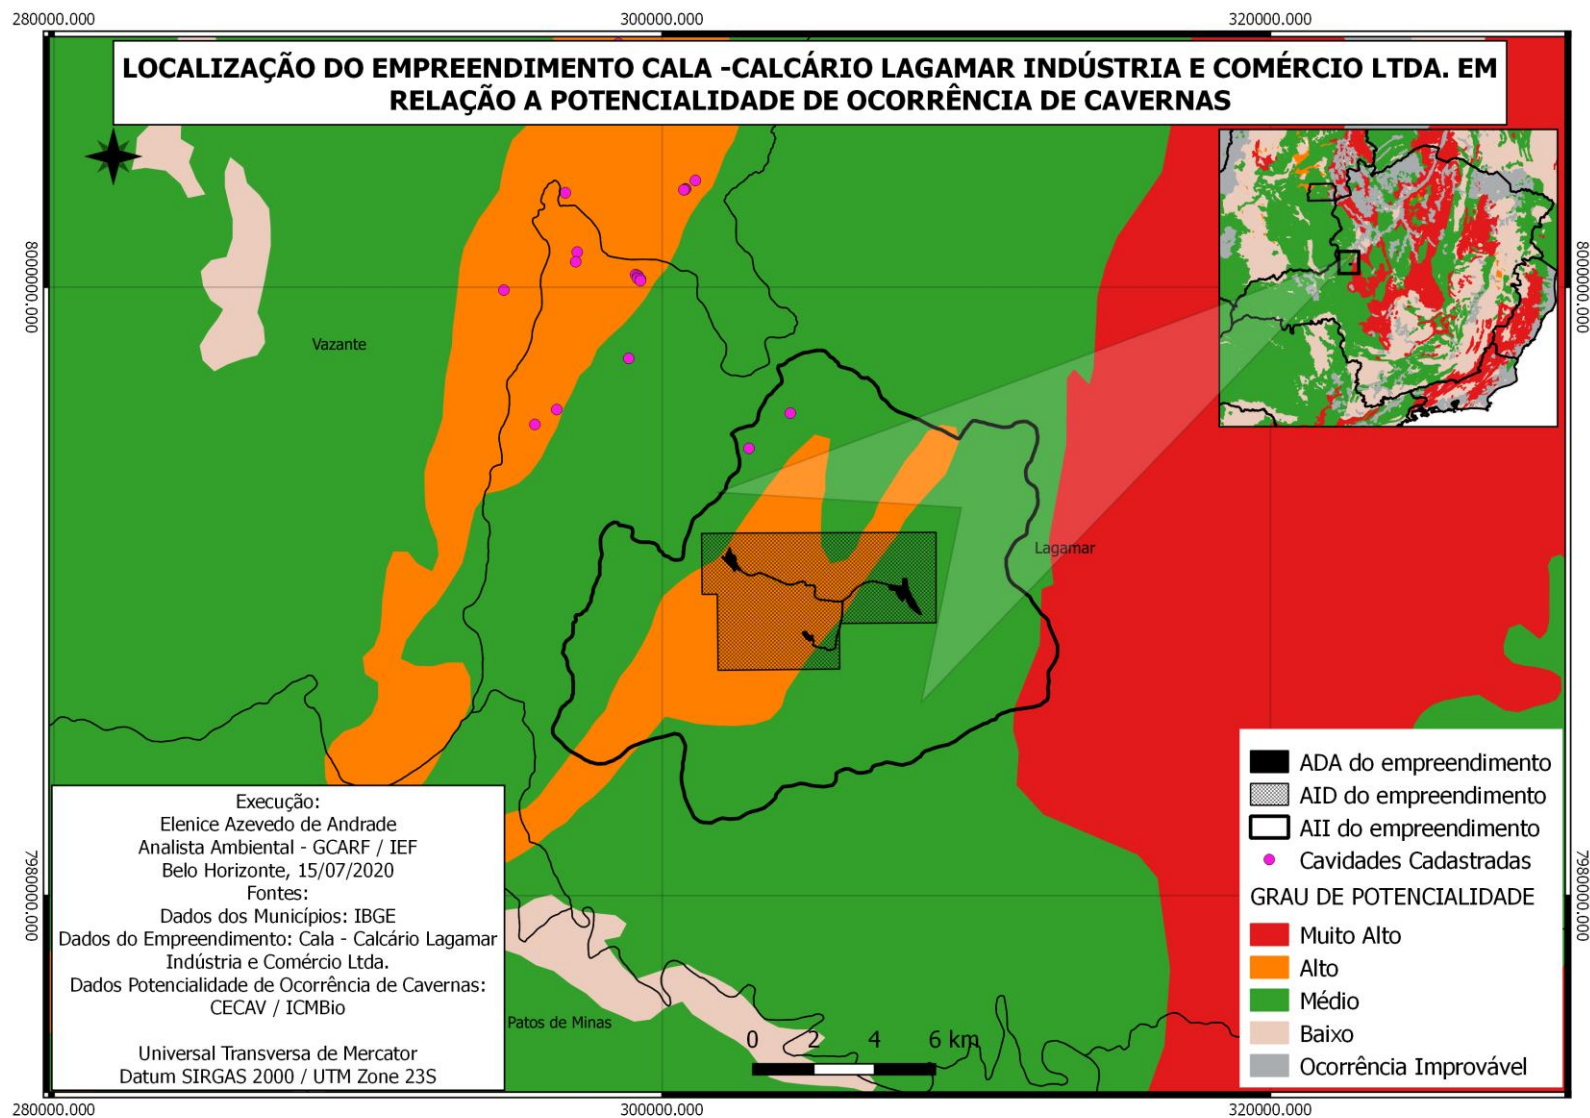 280000.000
300000.000
320000.000
LOCALIZAÇÃO DO EMPREENDIMENTO CALA -CALCÁRIO LAGAMAR INDÚSTRIA E COMÉRCIO LTDA. EM
RELAÇÃO A POTENCIALIDADE DE OCORRÊNCIA DE CAVERNAS
8000000.000
8000000.000
Vazante
Lagamar
ADA do empreendimento
AID do empreendimento
AII do empreendimento
Cavidades Cadastradas
GRAU DE POTENCIALIDADE
Muito Alto
Alto
Médio
Baixo
Ocorrência Improvável
Execução:
Elenice Azevedo de Andrade
Analista Ambiental - GCARF / IEF
Belo Horizonte, 15/07/2020
Fontes:
Dados dos Municípios: IBGE
Dados do Empreendimento: Cala - Calcário Lagamar
Indústria e Comércio Ltda.
Dados Potencialidade de Ocorrência de Cavernas:
CECAV / ICMBio
Universal Transversa de Mercator
Datum SIRGAS 2000 / UTM Zone 23S
7980000.000
7980000.000
Patos de Minas
0 2 4 6 km
280000.000
300000.000
320000.000